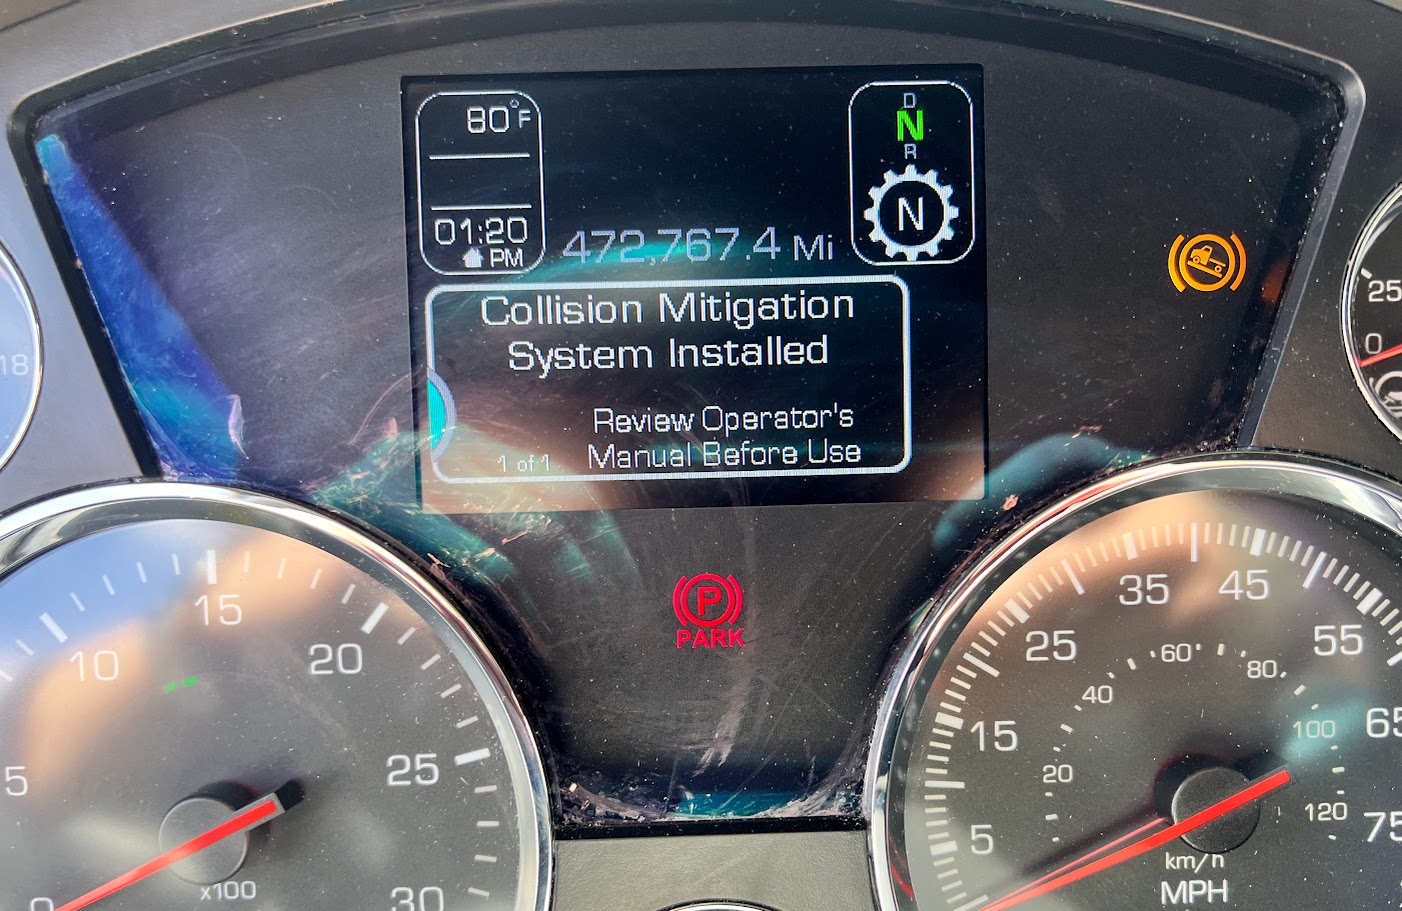 80°F
01:20
PM
472,767.4 Mi
D
N
R
N
Collision Mitigation
System Installed
Review Operator's
1 of 1 Manual Before Use
P
PARK
18
5
10
15
20
25
30
0
x100
5
15
25
35
45
55
65
75
20
40
60
80
100
120
km/h
MPH
25
0